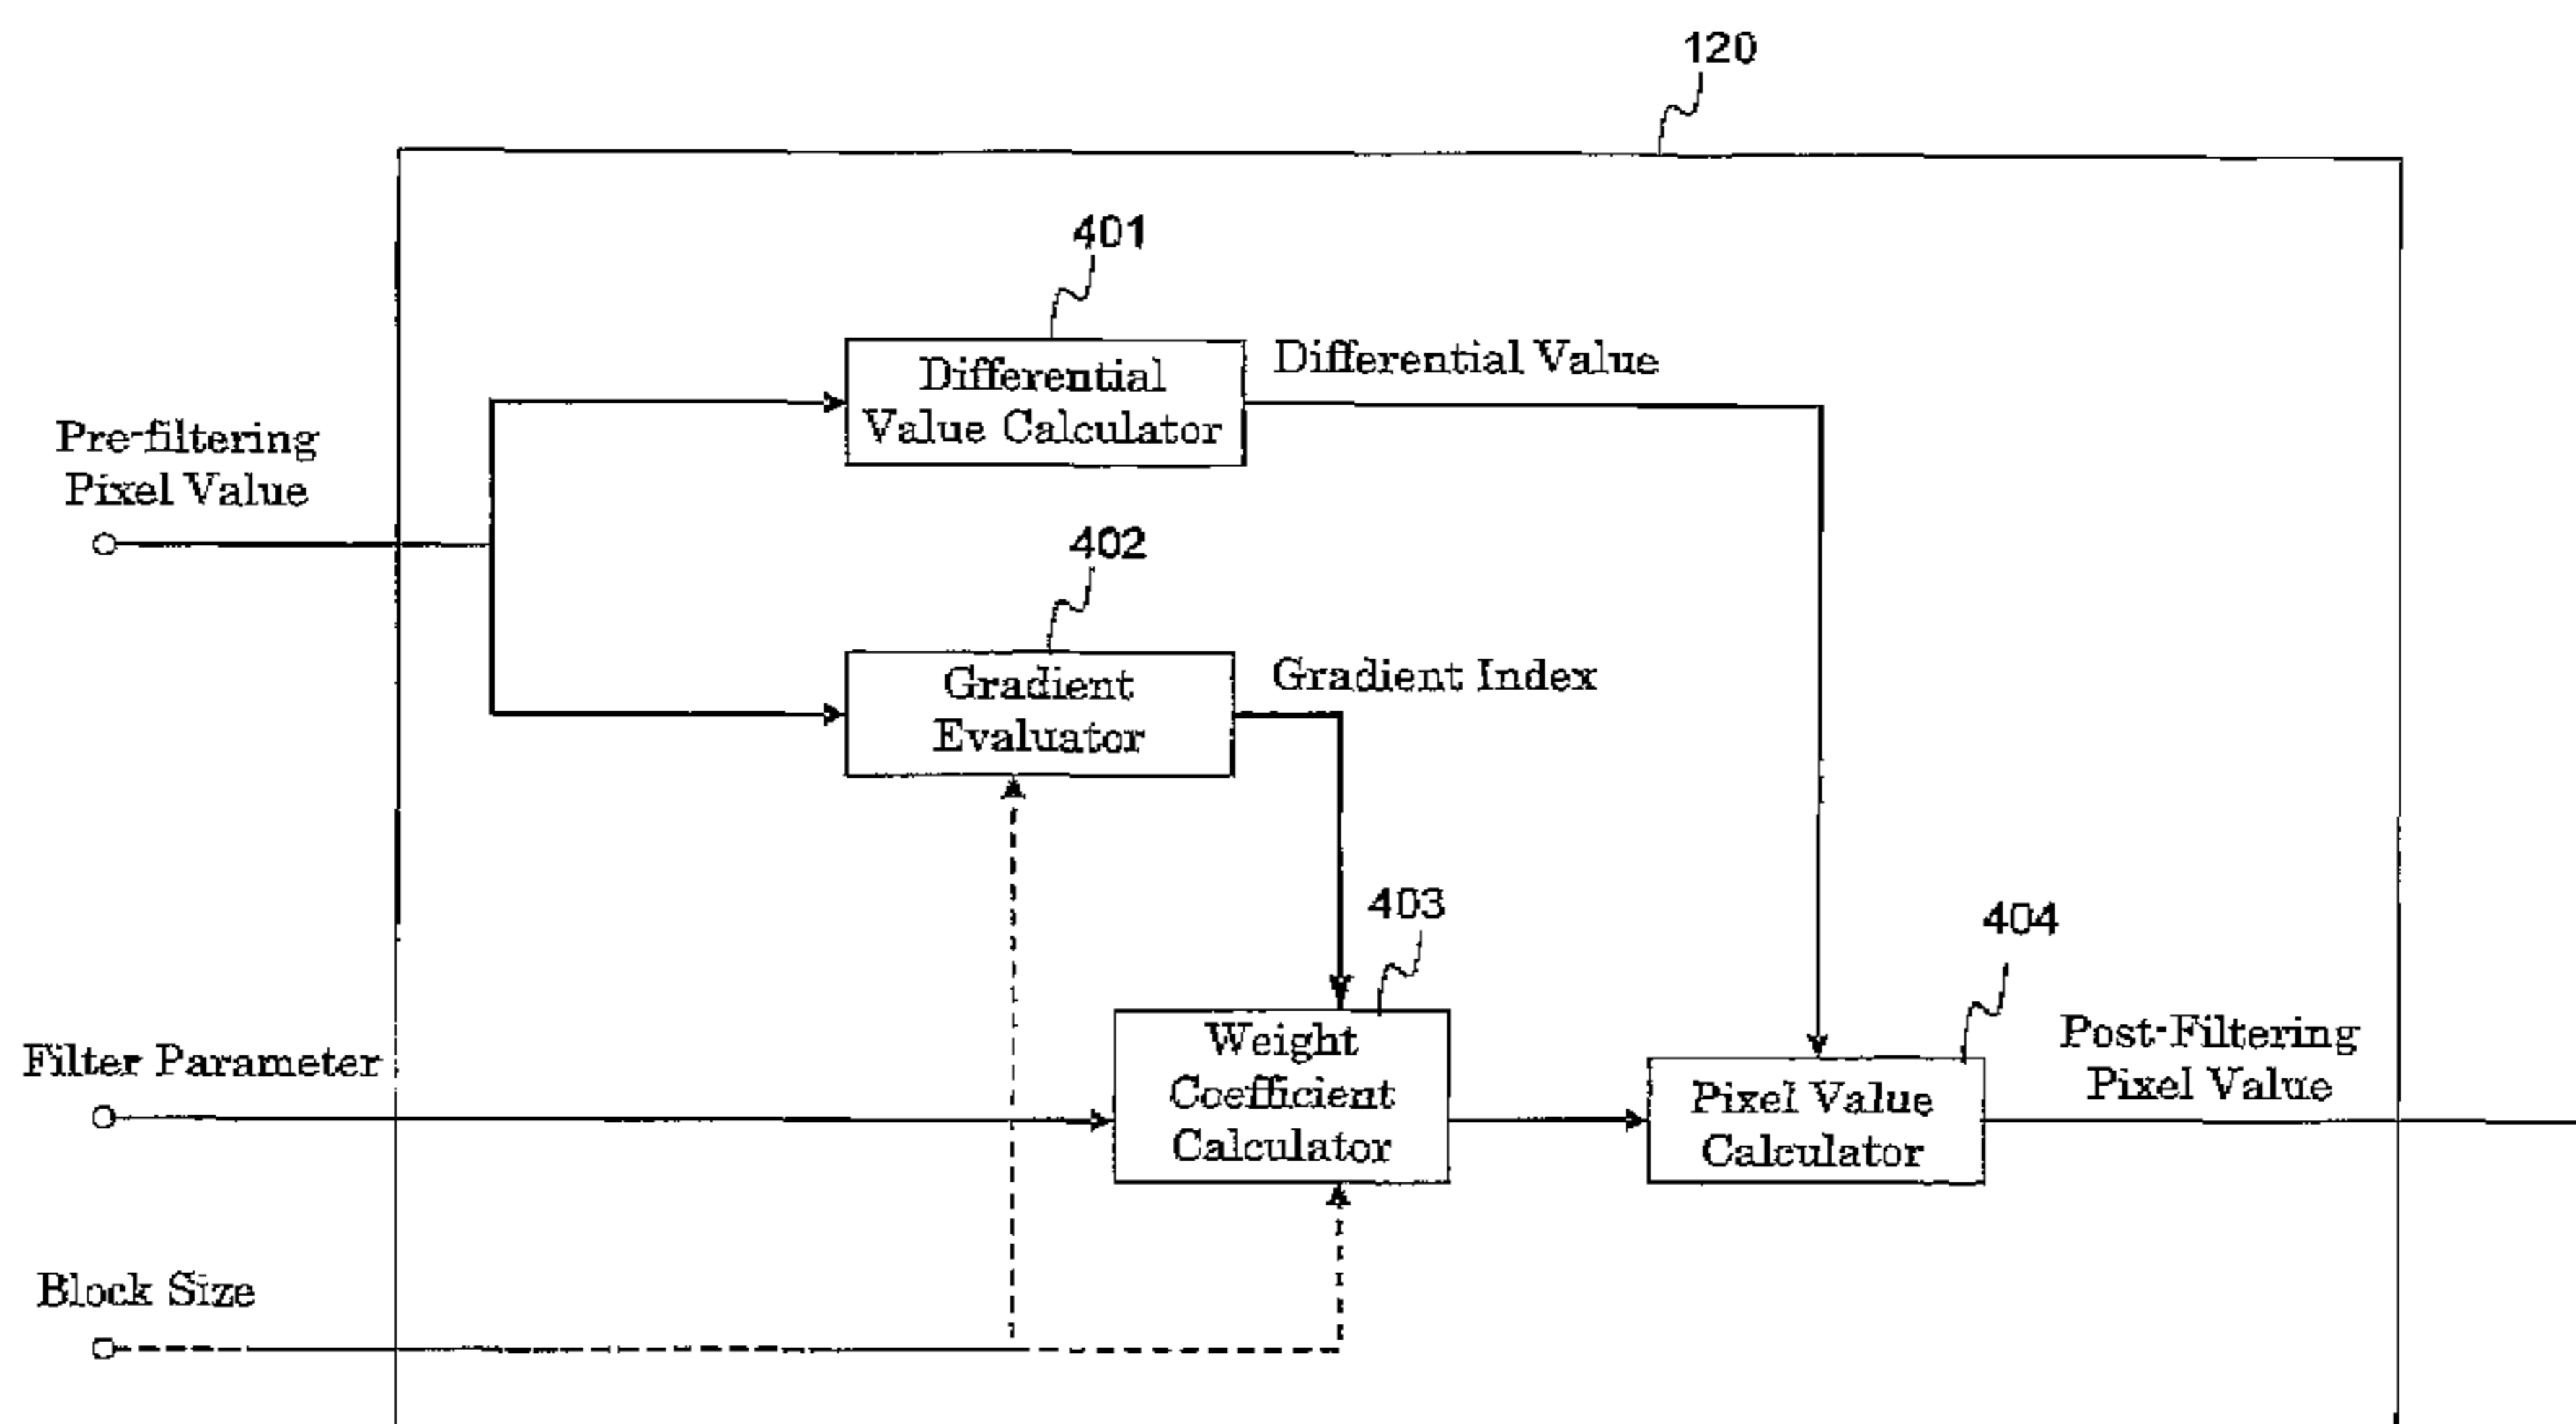 120
401
Differential
Value Calculator
Differential Value
Pre-filtering
Pixel Value
402
Gradient
Evaluator
Gradient Index
403
404
Filter Parameter
Weight
Coefficient
Calculator
Pixel Value
Calculator
Post-Filtering
Pixel Value
Block Size